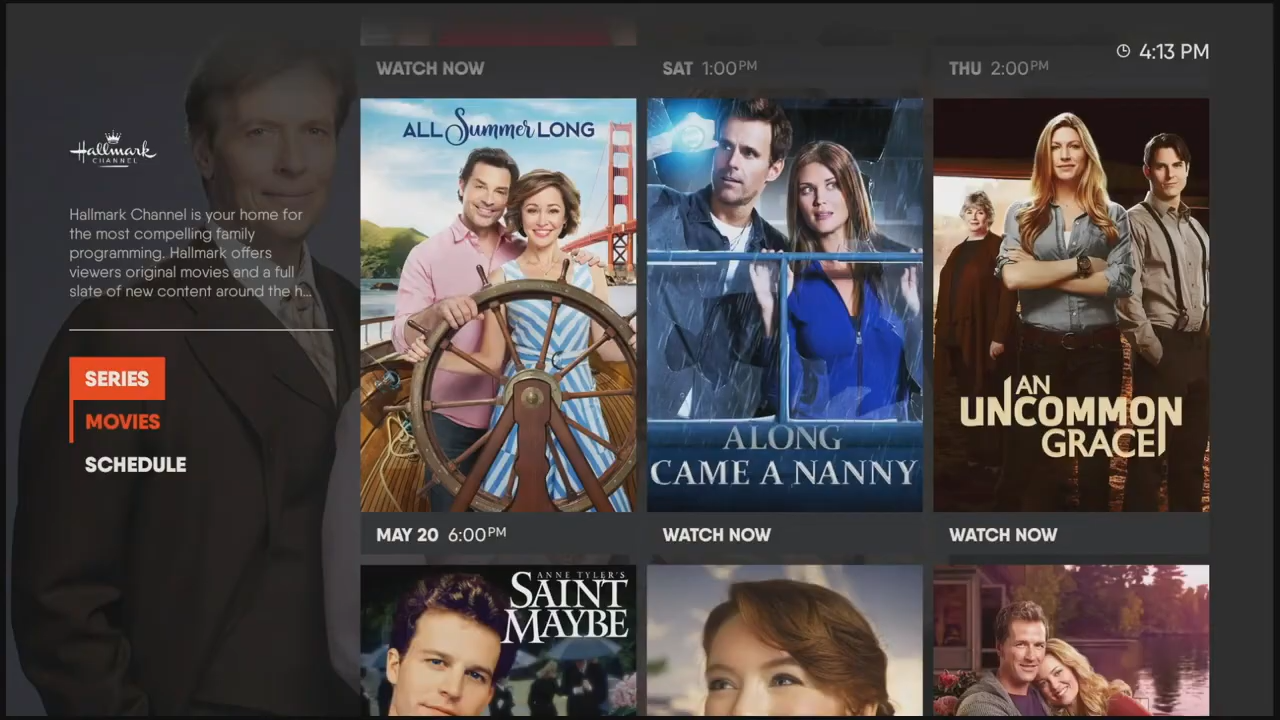 4:13 PM
WATCH NOW
SAT 1:00PM
THU 2:00PM
Hallmark
CHANNEL
Hallmark Channel is your home for
the most compelling family
programming. Hallmark offers
viewers original movies and a full
slate of new content around the h...
SERIES
MOVIES
SCHEDULE
ALL Summer LONG
ALONG
CAME A NANNY
AN
UNCOMMON
GRACE
MAY 20 6:00PM
WATCH NOW
WATCH NOW
ANNE TYLER'S
SAINT
MAYBE